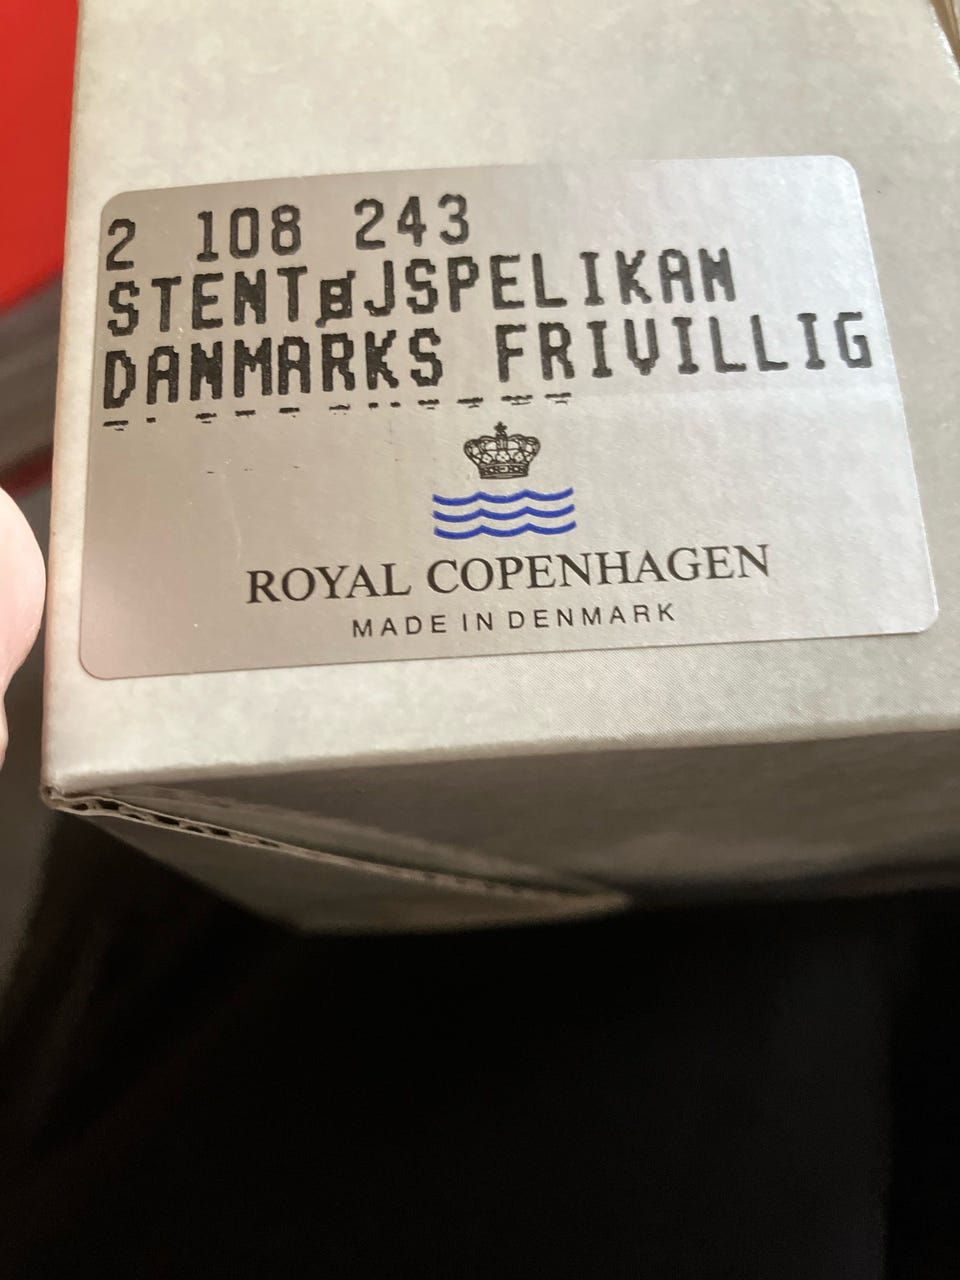 2 108 243
STENTØJSPELIKAN
DANMARKS FRIVILLIG
ROYAL COPENHAGEN
MADE IN DENMARK